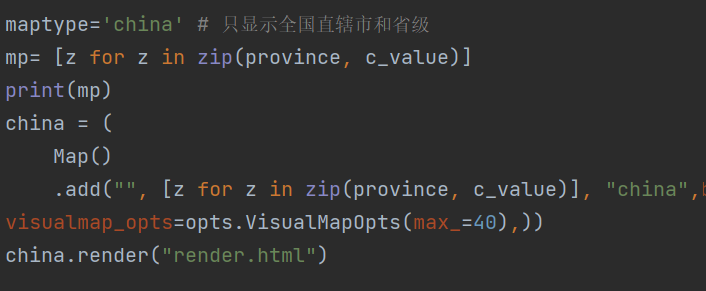 maptype='china' # 只显示全国直辖市和省级
mp= [z for z in zip(province, c_value)]
print(mp)
china = (
    Map()
    .add("", [z for z in zip(province, c_value)], "china",
visualmap_opts=opts.VisualMapOpts(max_=40),))
china.render("render.html")